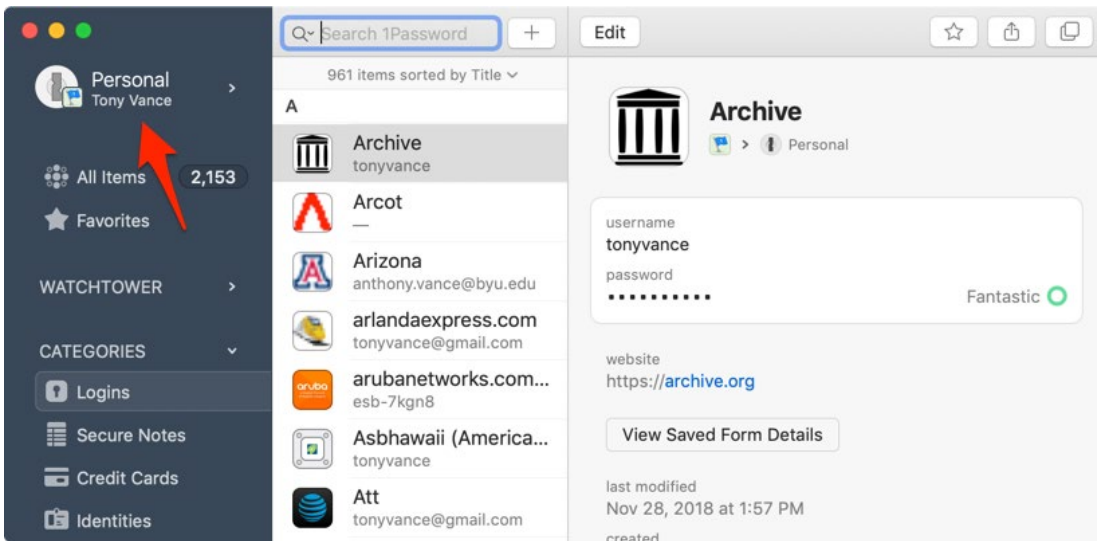 Personal
Tony Vance
All Items 2,153
Favorites
WATCHTOWER
CATEGORIES
Logins
Secure Notes
Credit Cards
Identities
Search 1Password
961 items sorted by Title
A
Archive
tonyvance
Arcot
—
Arizona
anthony.vance@byu.edu
arlandaexpress.com
tonyvance@gmail.com
aruba
arubanetworks.com...
esb-7kgn8
Asbhawaii (America...
tonyvance
Att
tonyvance@gmail.com
Edit
Archive
Personal
username
tonyvance
password
•••••••••• Fantastic
website
https://archive.org
View Saved Form Details
last modified
Nov 28, 2018 at 1:57 PM
created